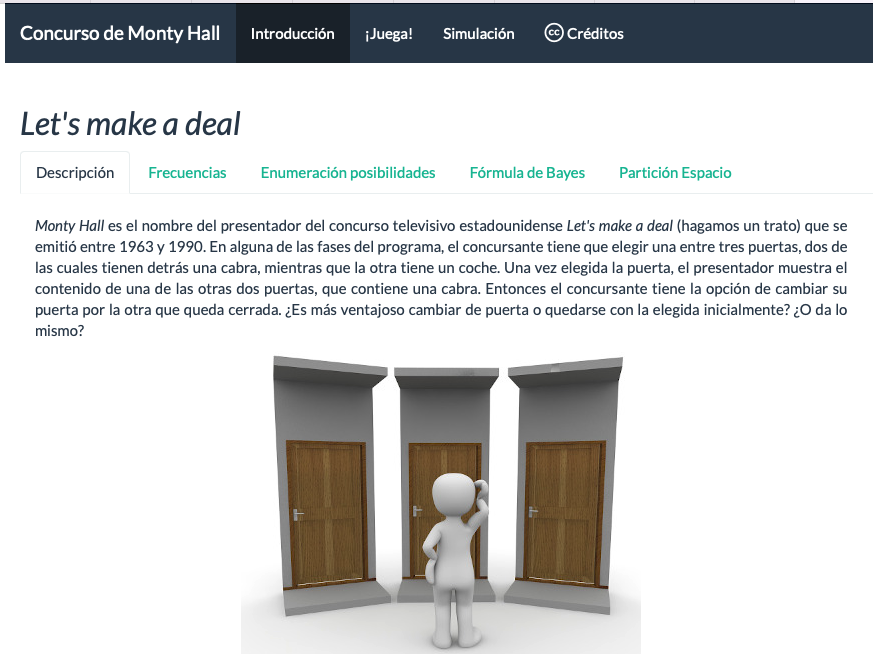 Concurso de Monty Hall Introducción ¡Juega! Simulación cc Créditos
Let's make a deal
Descripción Frecuencias Enumeración posibilidades Fórmula de Bayes Partición Espacio
Monty Hall es el nombre del presentador del concurso televisivo estadounidense Let's make a deal (hagamos un trato) que se
emitió entre 1963 y 1990. En alguna de las fases del programa, el concursante tiene que elegir una entre tres puertas, dos de
las cuales tienen detrás una cabra, mientras que la otra tiene un coche. Una vez elegida la puerta, el presentador muestra el
contenido de una de las otras dos puertas, que contiene una cabra. Entonces el concursante tiene la opción de cambiar su
puerta por la otra que queda cerrada. ¿Es más ventajoso cambiar de puerta o quedarse con la elegida inicialmente? ¿O da lo
mismo?